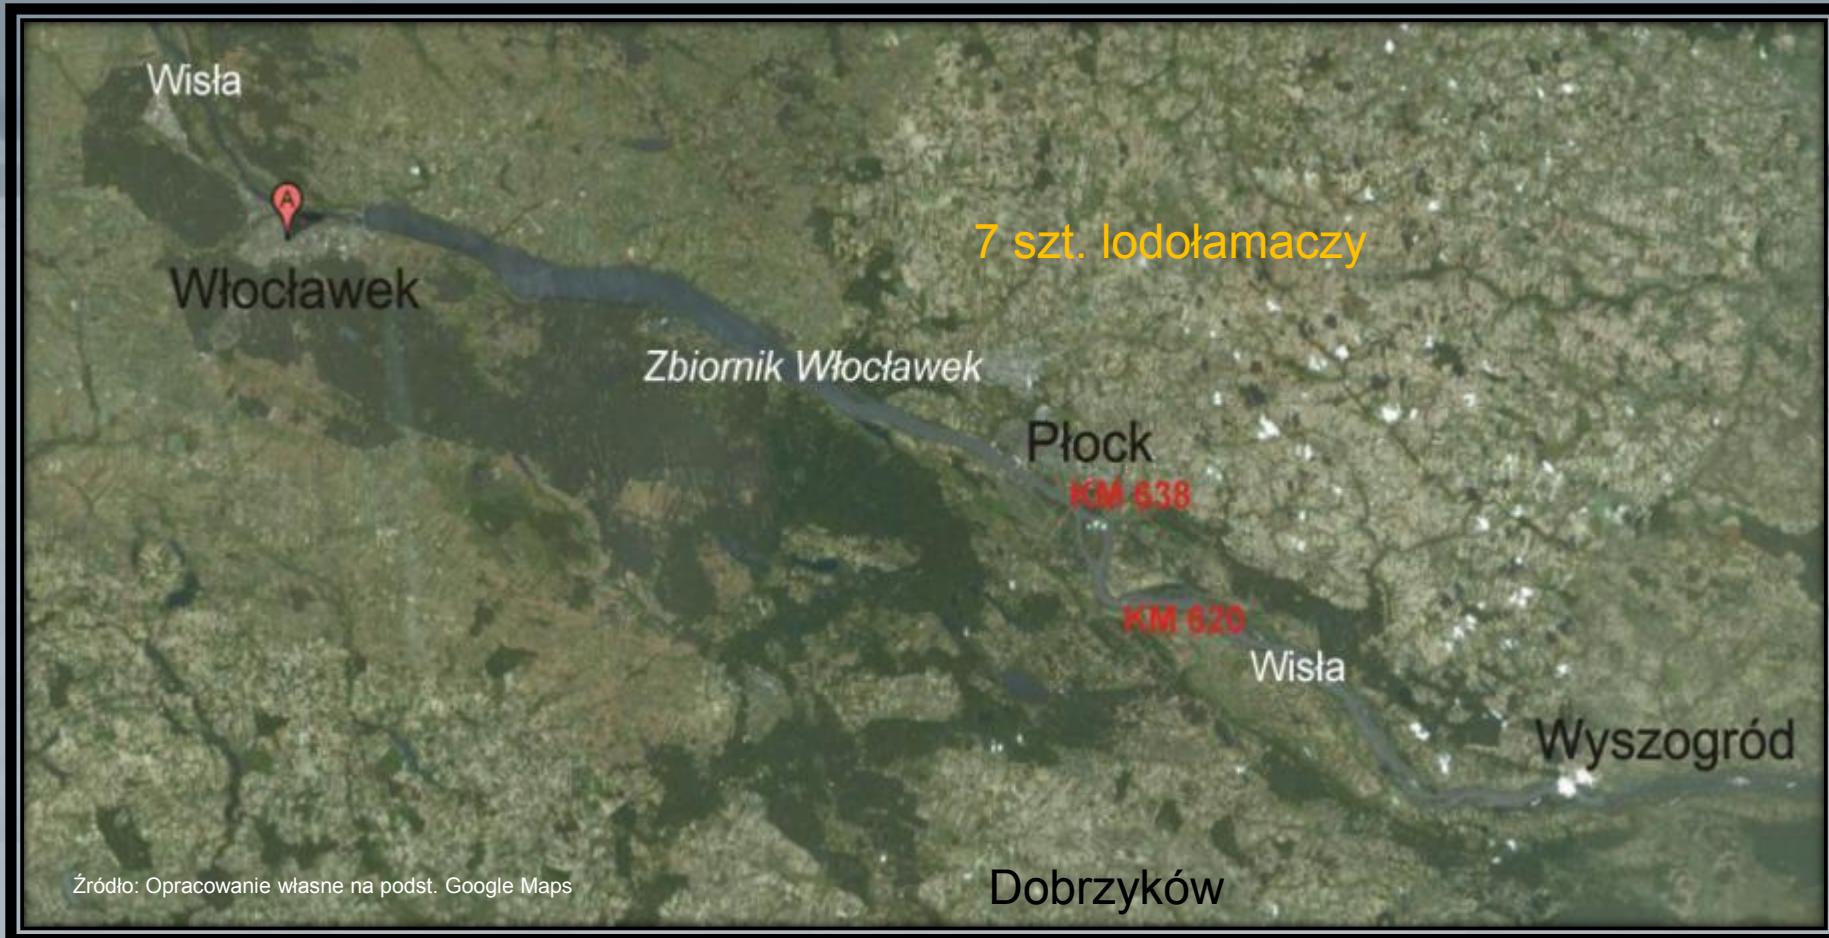 Wisła
A
Włocławek
7 szt. lodołamaczy
Zbiornik Włocławek
Płock
KM 638
KM 620
Wisła
Wyszogród
Dobrzyków
Źródło: Opracowanie własne na podst. Google Maps